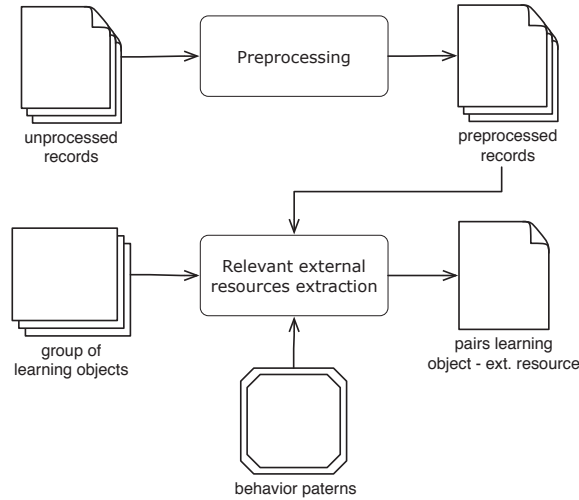 Preprocessing
unprocessed
records
preprocessed
records
Relevant external
resources extraction
group of
learning objects
pairs learning
object - ext. resource
behavior paterns